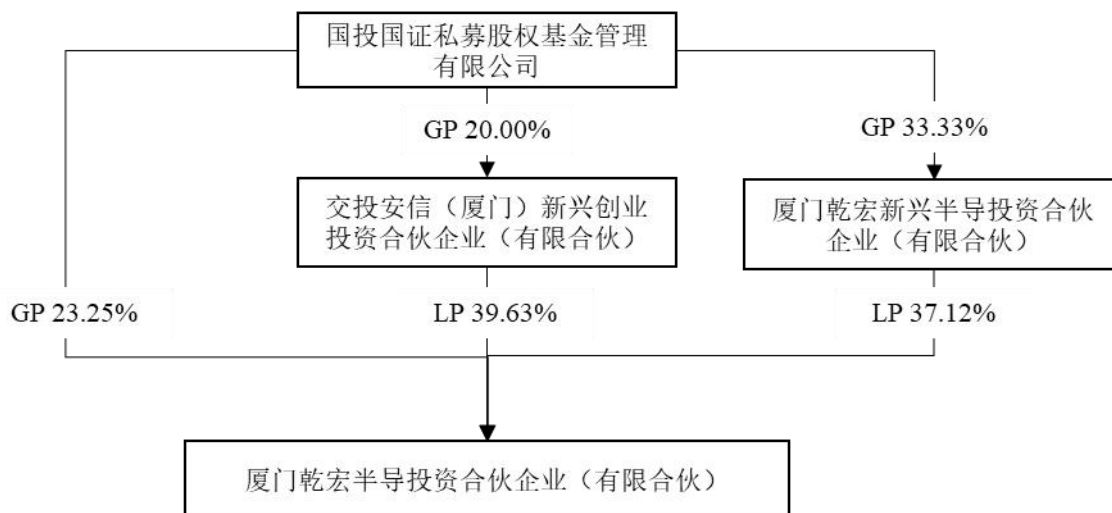 国投国证私募股权基金管理
有限公司
GP 20.00%
GP 33.33%
交投安信（厦门）新兴创业
投资合伙企业（有限合伙）
厦门乾宏新兴半导投资合伙
企业（有限合伙）
GP 23.25%
LP 39.63%
LP 37.12%
厦门乾宏半导投资合伙企业（有限合伙）